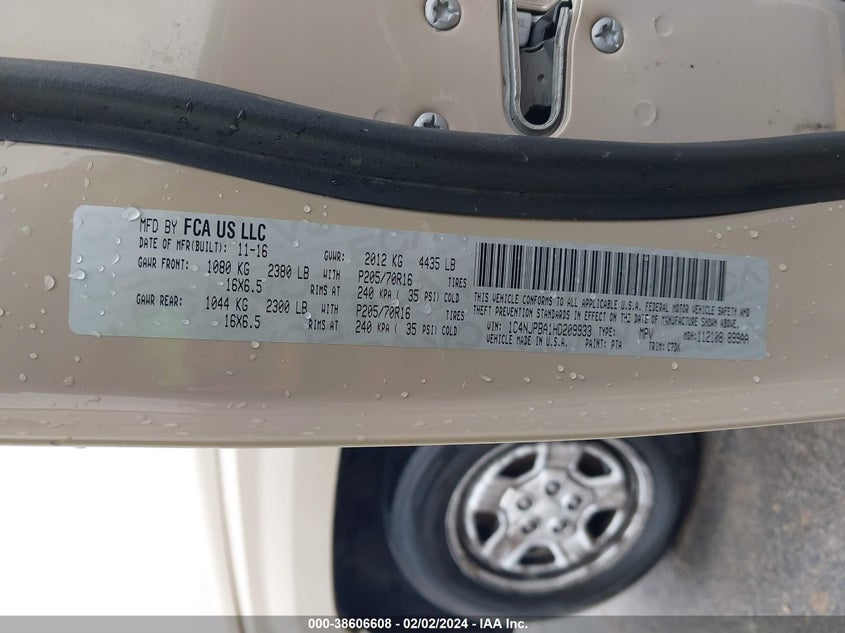 MFD BY FCA US LLC
DATE OF MFR(BUILT): 11-16 GVWR: 2012 KG 4435 LB
GAWR FRONT: 1080 KG 2380 LB WITH P205/70R16 TIRES
16X6.5 RIMS AT 240 KPA ( 35 PSI) COLD
GAWR REAR: 1044 KG 2300 LB WITH P205/70R16 TIRES
16X6.5 RIMS AT 240 KPA ( 35 PSI) COLD
THIS VEHICLE CONFORMS TO ALL APPLICABLE U.S.A. FEDERAL MOTOR VEHICLE SAFETY AND
THEFT PREVENTION STANDARDS IN EFFECT ON THE DATE OF MANUFACTURE SHOWN ABOVE.
VIN: 1C4NJPBA1HD209933 TYPE: MPV MDH: 112108 899AA
VEHICLE MADE IN U.S.A. PAINT: PTA TRIM: C7DK
000-38606608 - 02/02/2024 - IAA Inc.